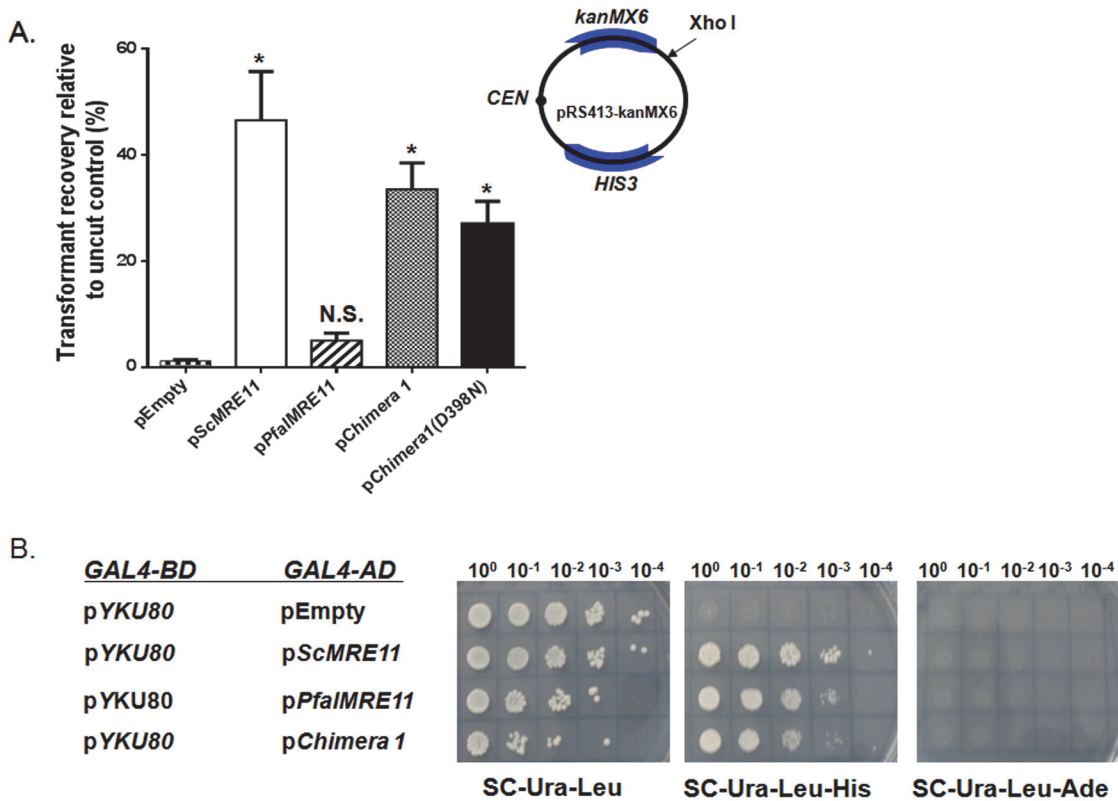 A.
Transformant recovery relative
to uncut control (%)
60
40
20
0
*
N.S.
*
*
pEmpty
pScMRE11
pPfalMRE11
pChimera 1
pChimera1(D398N)
kanMX6
Xho I
CEN
pRS413-kanMX6
HIS3
B.
GAL4-BD GAL4-AD
pYKU80 pEmpty
pYKU80 pScMRE11
pYKU80 pPfalMRE11
pYKU80 pChimera 1
10⁰ 10⁻¹ 10⁻² 10⁻³ 10⁻⁴
SC-Ura-Leu
10⁰ 10⁻¹ 10⁻² 10⁻³ 10⁻⁴
SC-Ura-Leu-His
10⁰ 10⁻¹ 10⁻² 10⁻³ 10⁻⁴
SC-Ura-Leu-Ade